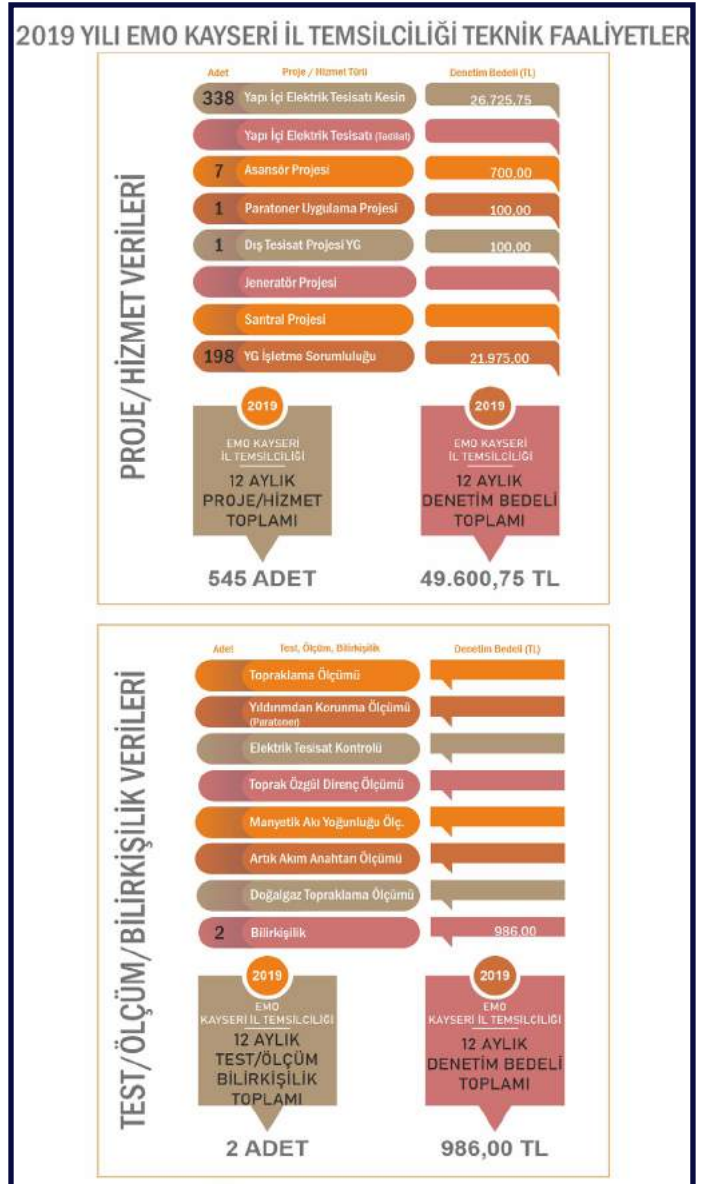 2019 YILI EMO KAYSERİ İL TEMSİLCİLİĞİ TEKNİK FAALİYETLER
PROJE/HİZMET VERİLERİ
Adet Proje / Hizmet Türü Denetim Bedeli (TL)
338 Yapı İçi Elektrik Tesisatı Kesin 26.725,75
Yapı İçi Elektrik Tesisatı (Tadilat)
7 Asansör Projesi 700,00
1 Paratoner Uygulama Projesi 100,00
1 Dış Tesisat Projesi YG 100,00
Jeneratör Projesi
Santral Projesi
198 YG İşletme Sorumluluğu 21.975,00
2019
EMO KAYSERİ
İL TEMSİLCİLİĞİ
12 AYLIK
PROJE/HİZMET
TOPLAMI
545 ADET
2019
EMO KAYSERİ
İL TEMSİLCİLİĞİ
12 AYLIK
DENETİM BEDELİ
TOPLAMI
49.600,75 TL
TEST/ÖLÇÜM/BİLİRKİŞİLİK VERİLERİ
Adet Test, Ölçüm, Bilirkişilik Denetim Bedeli (TL)
Topraklama Ölçümü
Yıldırımdan Korunma Ölçümü
(Paratoner)
Elektrik Tesisat Kontrolü
Toprak Özgül Direnç Ölçümü
Manyetik Akı Yoğunluğu Ölç.
Artık Akım Anahtarı Ölçümü
Doğalgaz Topraklama Ölçümü
2 Bilirkişilik 986,00
2019
EMO
KAYSERİ İL TEMSİLCİLİĞİ
12 AYLIK
TEST/ÖLÇÜM
BİLİRKİŞİLİK
TOPLAMI
2 ADET
2019
EMO
KAYSERİ İL TEMSİLCİLİĞİ
12 AYLIK
DENETİM BEDELİ
TOPLAMI
986,00 TL